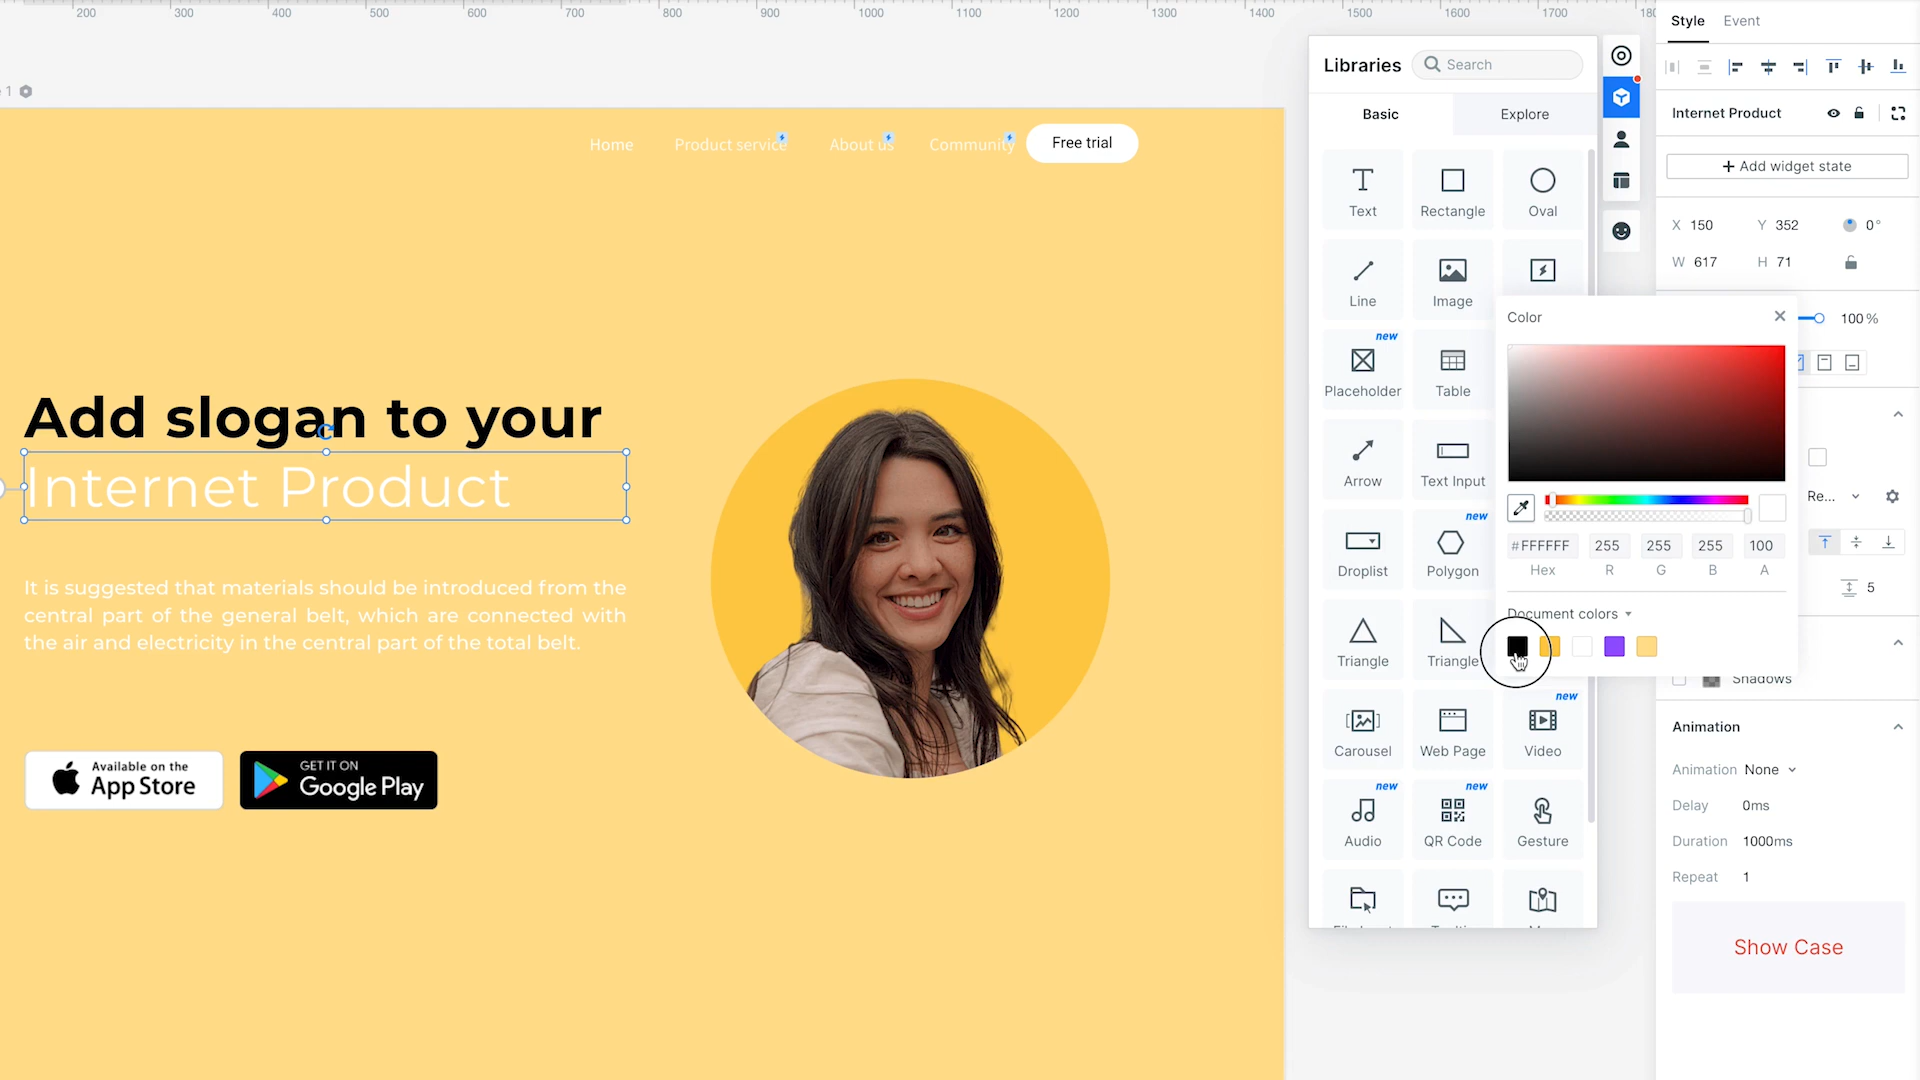 200 300 400 500 600 700 800 900 1000 1100 1200 1300 1400 1500 1600 1700
1
Home Product service About us Community Free trial
Add slogan to your
Internet Product
It is suggested that materials should be introduced from the
central part of the general belt, which are connected with
the air and electricity in the central part of the total belt.
Available on the
App Store
GET IT ON
Google Play
Libraries Search
Basic Explore
Text Rectangle Oval
Line Image
new
Placeholder Table
Arrow Text Input
new
Droplist Polygon
Triangle Triangle
new
Carousel Web Page Video
new new
Audio QR Code Gesture
Color
#FFFFFF 255 255 255 100
Hex R G B A
Document colors
Style Event
Internet Product
+ Add widget state
X 150 Y 352 0°
W 617 H 71
100 %
Re...
5
Shadows
Animation
Animation None
Delay 0ms
Duration 1000ms
Repeat 1
Show Case